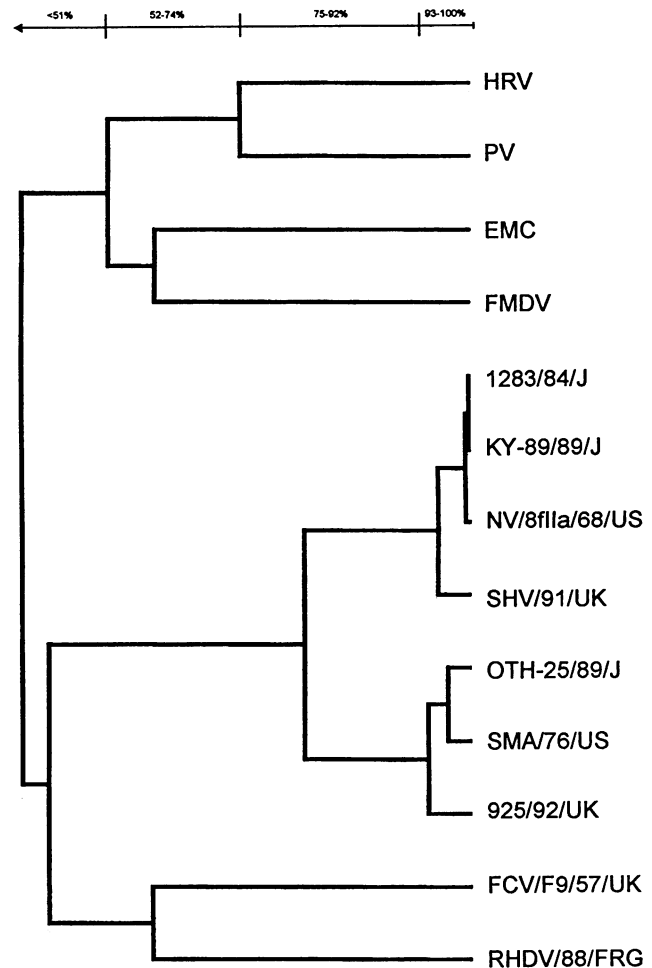 <51% 52-74% 75-92% 93-100%
HRV
PV
EMC
FMDV
1283/84/J
KY-89/89/J
NV/8fIIa/68/US
SHV/91/UK
OTH-25/89/J
SMA/76/US
925/92/UK
FCV/F9/57/UK
RHDV/88/FRG